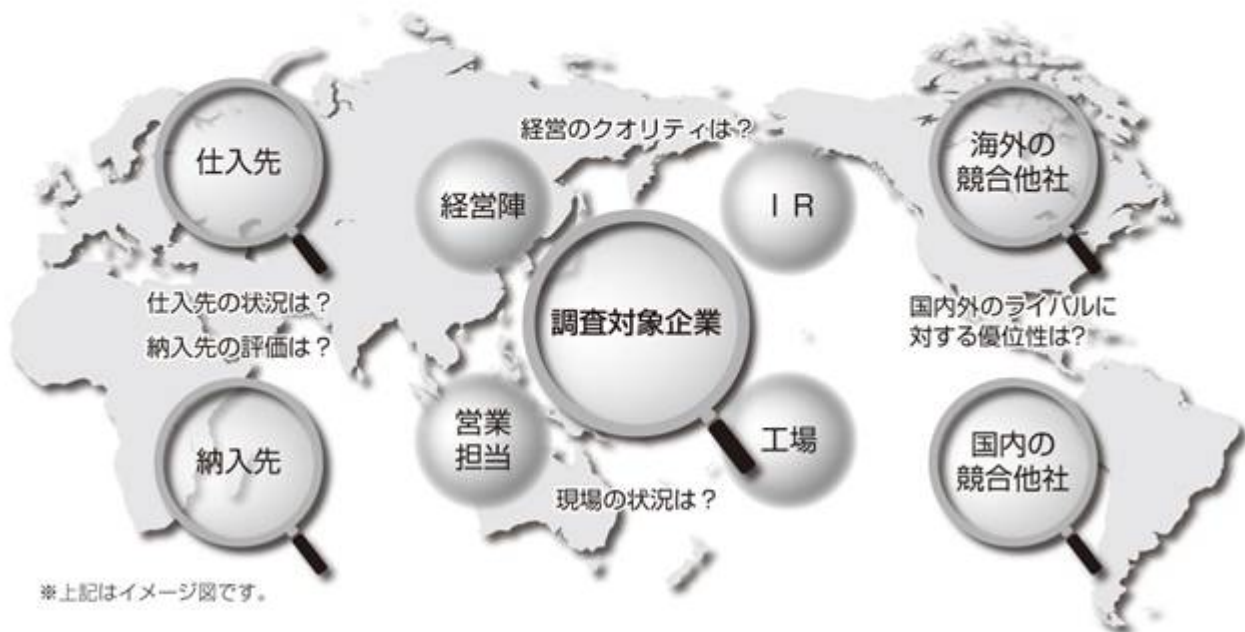 経営のクオリティは？
仕入先
経営陣
ＩＲ
海外の
競合他社
調査対象企業
仕入先の状況は？
納入先の評価は？
国内外のライバルに
対する優位性は?
納入先
営業
担当
工場
国内の
競合他社
現場の状況は？
※上記はイメージ図です。